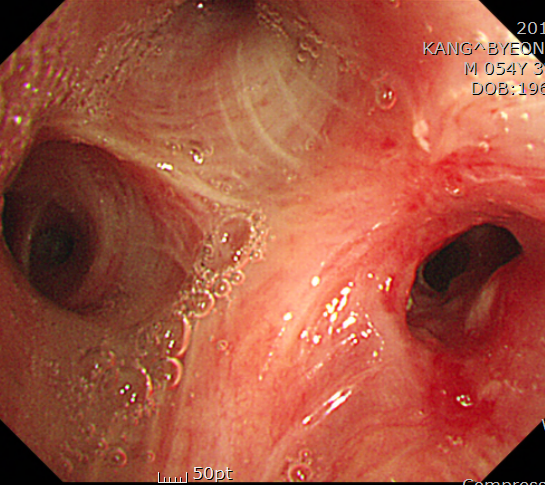 201
KANG^BYEON
M 054Y 3
DOB:196
50pt
Compress